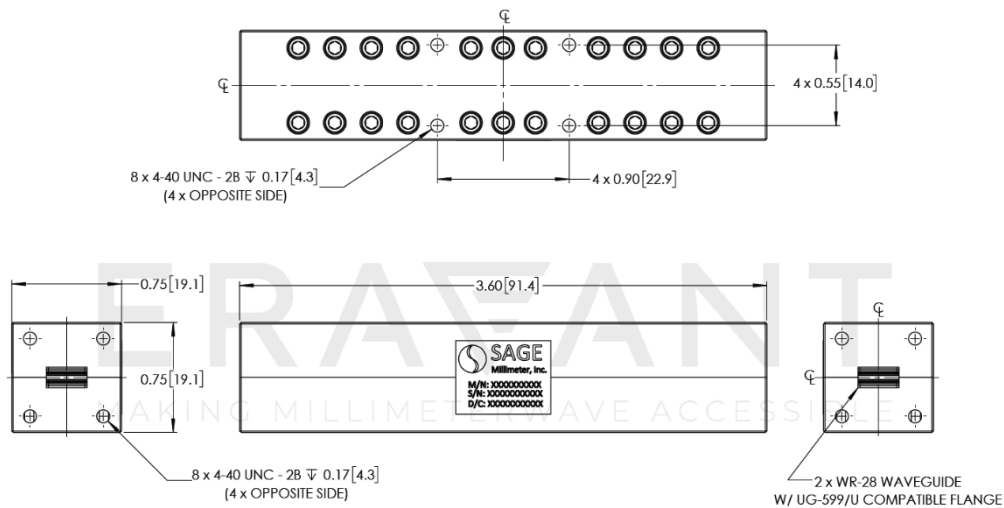 ℄
℄
4 x 0.55[14.0]
8 x 4-40 UNC - 2B ↧ 0.17[4.3]
(4 x OPPOSITE SIDE)
4 x 0.90[22.9]
ERAVANT
MAKING MILLIMETERWAVE ACCESSIBLE
0.75[19.1]
3.60[91.4]
℄
0.75[19.1]
SAGE
Millimeter, Inc.
M/N: XXXXXXXXXX
S/N: XXXXXXXXXXX
D/C: XXXXXXXXXXX
℄
8 x 4-40 UNC - 2B ↧ 0.17[4.3]
(4 x OPPOSITE SIDE)
2 x WR-28 WAVEGUIDE
W/ UG-599/U COMPATIBLE FLANGE